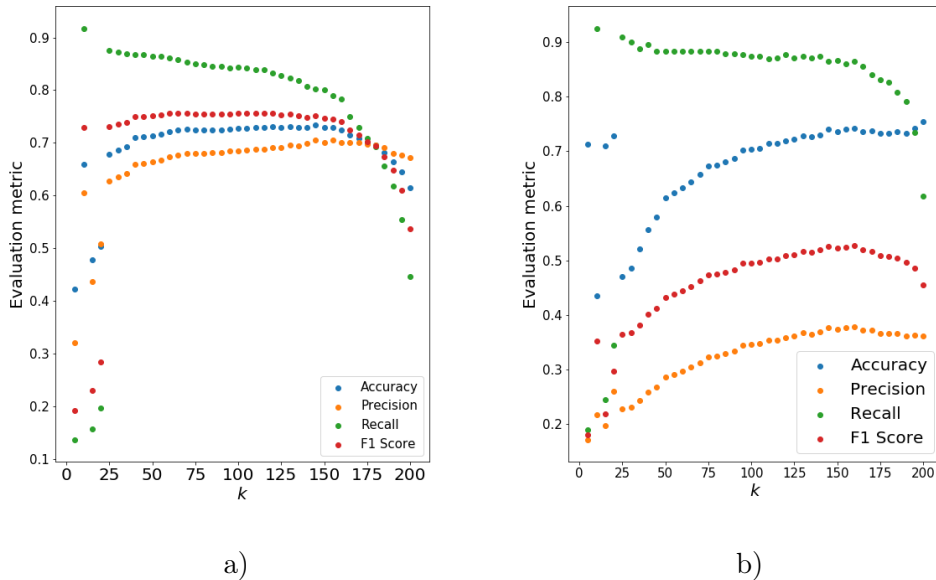 0.9
0.8
0.7
0.6
0.5
0.4
0.3
0.2
0.1
Evaluation metric
0 25 50 75 100 125 150 175 200
k
Accuracy
Precision
Recall
F1 Score
a)
0.9
0.8
0.7
0.6
0.5
0.4
0.3
0.2
Evaluation metric
0 25 50 75 100 125 150 175 200
k
Accuracy
Precision
Recall
F1 Score
b)